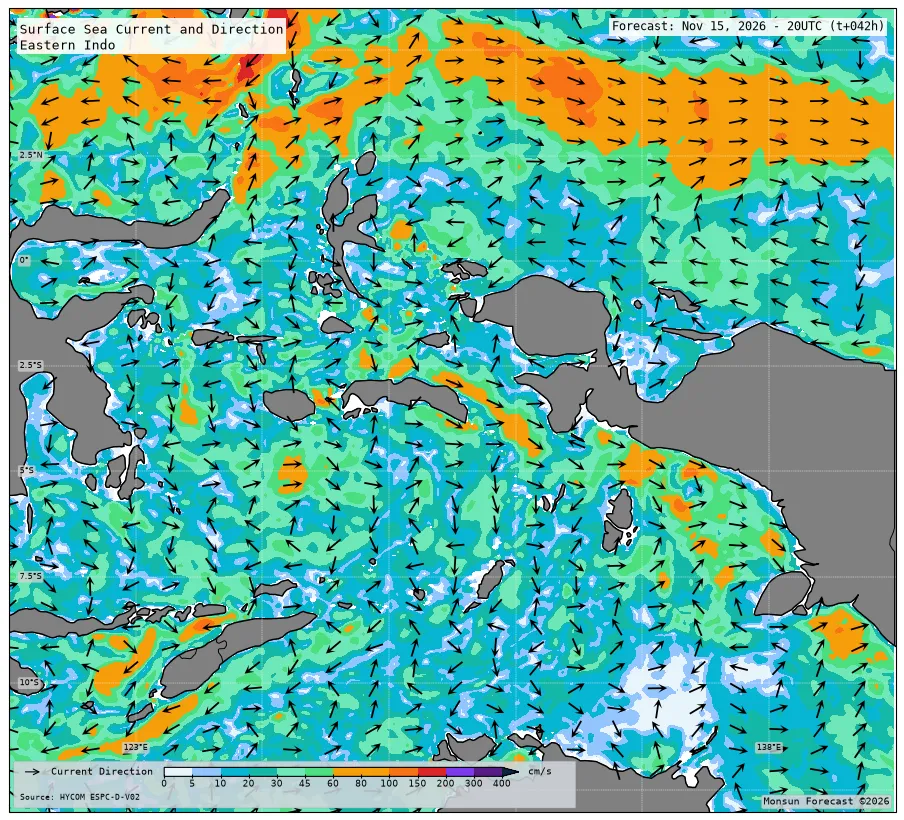 Surface Sea Current and Direction
Eastern Indo
Forecast: Nov 15, 2026 - 20UTC (t+042h)
2.5°N
0°
2.5°S
5°S
7.5°S
10°S
123°E
138°E
Current Direction
0 5 10 20 30 45 60 80 100 150 200 300 400
cm/s
Source: HYCOM ESPC-D-V02
Monsun Forecast ©2026